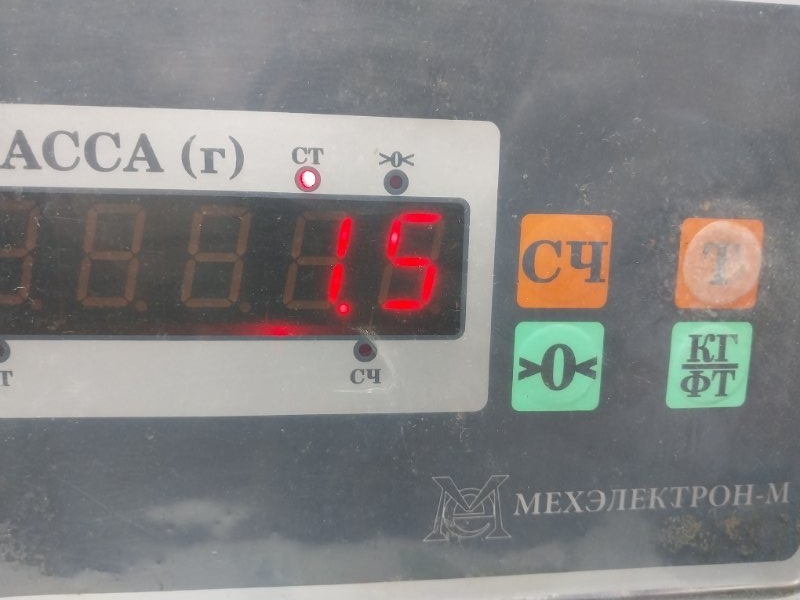 АССА (г)
СТ
>0<
1.5
Т
СЧ
СЧ
Т
>0<
КГ
ФТ
МЕХЭЛЕКТРОН-М